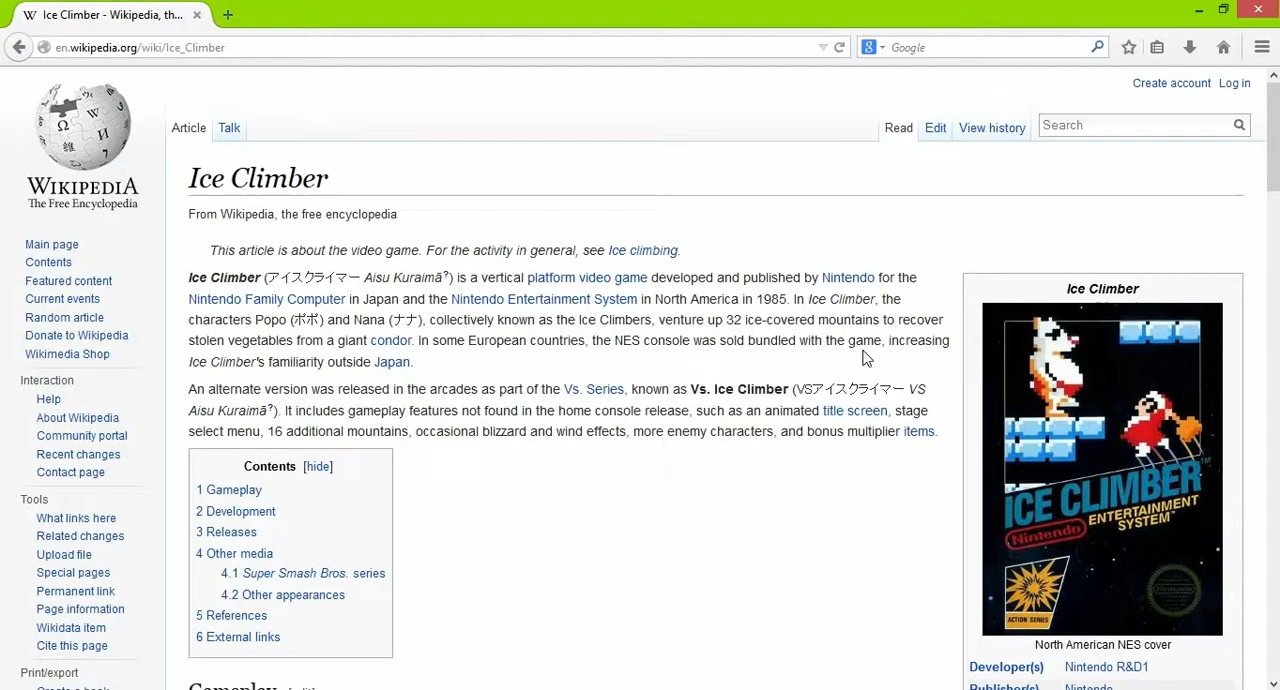 Ice Climber - Wikipedia, th...
en.wikipedia.org/wiki/Ice_Climber
Google
Create account Log in
WIKIPEDIA
The Free Encyclopedia
Article Talk
Read Edit View history
Search
Main page
Contents
Featured content
Current events
Random article
Donate to Wikipedia
Wikimedia Shop
Interaction
Help
About Wikipedia
Community portal
Recent changes
Contact page
Tools
What links here
Related changes
Upload file
Special pages
Permanent link
Page information
Wikidata item
Cite this page
Print/export
Ice Climber
From Wikipedia, the free encyclopedia
This article is about the video game. For the activity in general, see Ice climbing.
Ice Climber (アイスクライマー Aisu Kuraimā?) is a vertical platform video game developed and published by Nintendo for the
Nintendo Family Computer in Japan and the Nintendo Entertainment System in North America in 1985. In Ice Climber, the
characters Popo (ポポ) and Nana (ナナ), collectively known as the Ice Climbers, venture up 32 ice-covered mountains to recover
stolen vegetables from a giant condor. In some European countries, the NES console was sold bundled with the game, increasing
Ice Climber's familiarity outside Japan.
An alternate version was released in the arcades as part of the Vs. Series, known as Vs. Ice Climber (VSアイスクライマー VS
Aisu Kuraimā?). It includes gameplay features not found in the home console release, such as an animated title screen, stage
select menu, 16 additional mountains, occasional blizzard and wind effects, more enemy characters, and bonus multiplier items.
Contents [hide]
1 Gameplay
2 Development
3 Releases
4 Other media
4.1 Super Smash Bros. series
4.2 Other appearances
5 References
6 External links
Gameplay [edit]
Ice Climber
ICE CLIMBER™
Nintendo
ENTERTAINMENT
SYSTEM™
ACTION SERIES
North American NES cover
Developer(s) Nintendo R&D1
Publisher(s) Nintendo